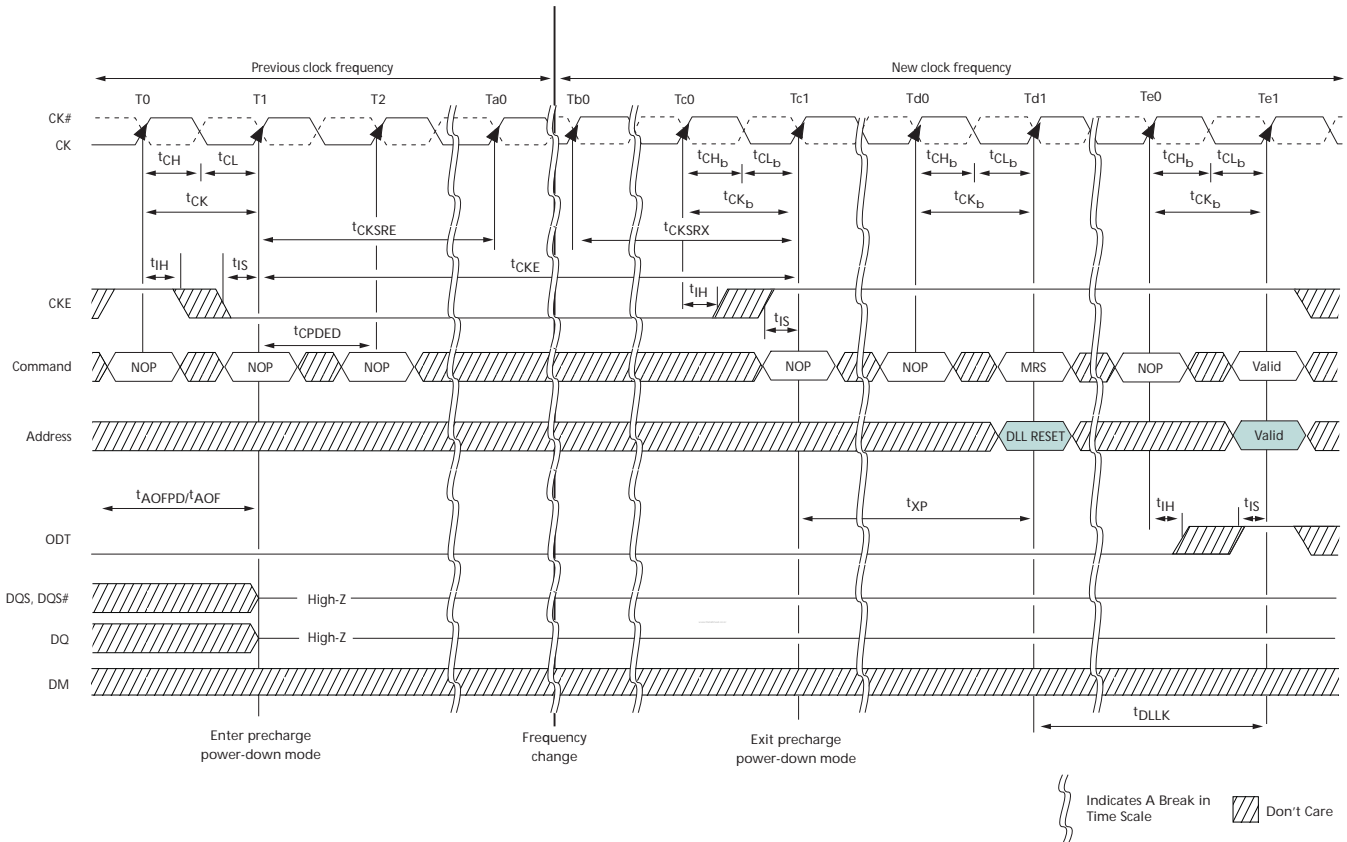 Previous clock frequency
New clock frequency
T0 T1 T2 Ta0 Tb0 Tc0 Tc1 Td0 Td1 Te0 Te1
CK#
CK
tCH tCL tCHb tCLb tCHb tCLb tCHb tCLb
tCK tCKb tCKb tCKb
tCKSRE tCKSRX
tIH tIS tCKE
CKE
tIH
tIS
tCPDED
Command NOP NOP NOP NOP NOP MRS NOP Valid
Address DLL RESET Valid
tAOFPD/tAOF
tXP
tIH tIS
ODT
DQS, DQS# High-Z
DQ High-Z
DM
tDLLK
Enter precharge
power-down mode
Frequency
change
Exit precharge
power-down mode
Indicates A Break in
Time Scale
Don't Care